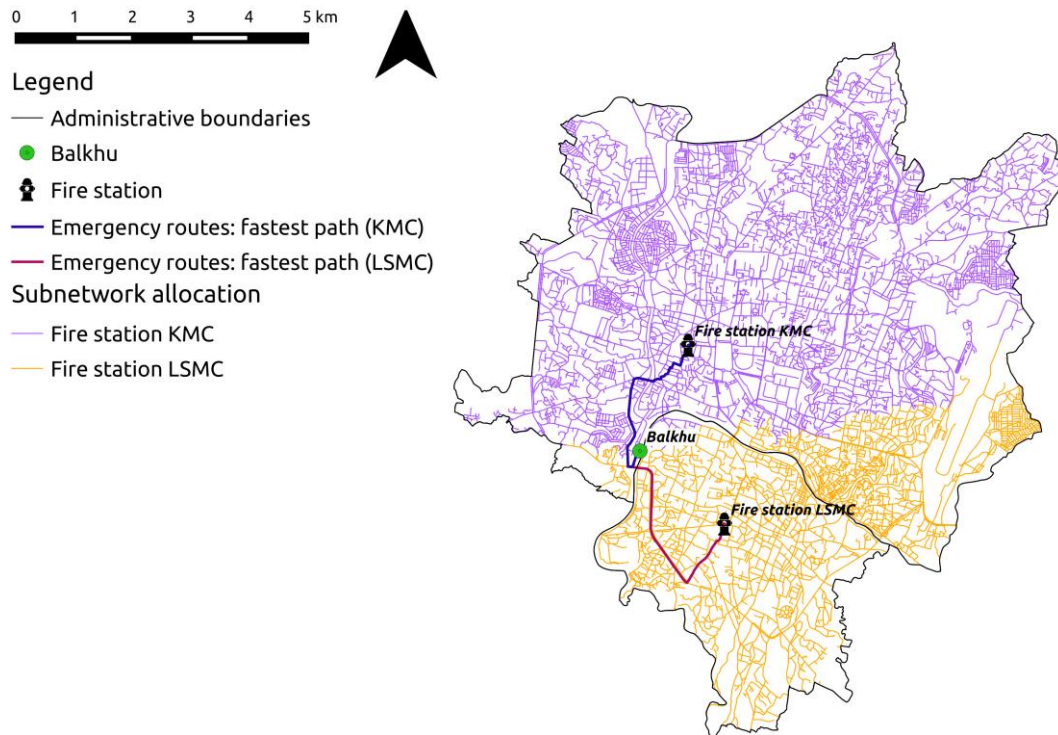 0 1 2 3 4 5 km
Legend
Administrative boundaries
Balkhu
Fire station
Emergency routes: fastest path (KMC)
Emergency routes: fastest path (LSMC)
Subnetwork allocation
Fire station KMC
Fire station LSMC
Fire station KMC
Balkhu
Fire station LSMC